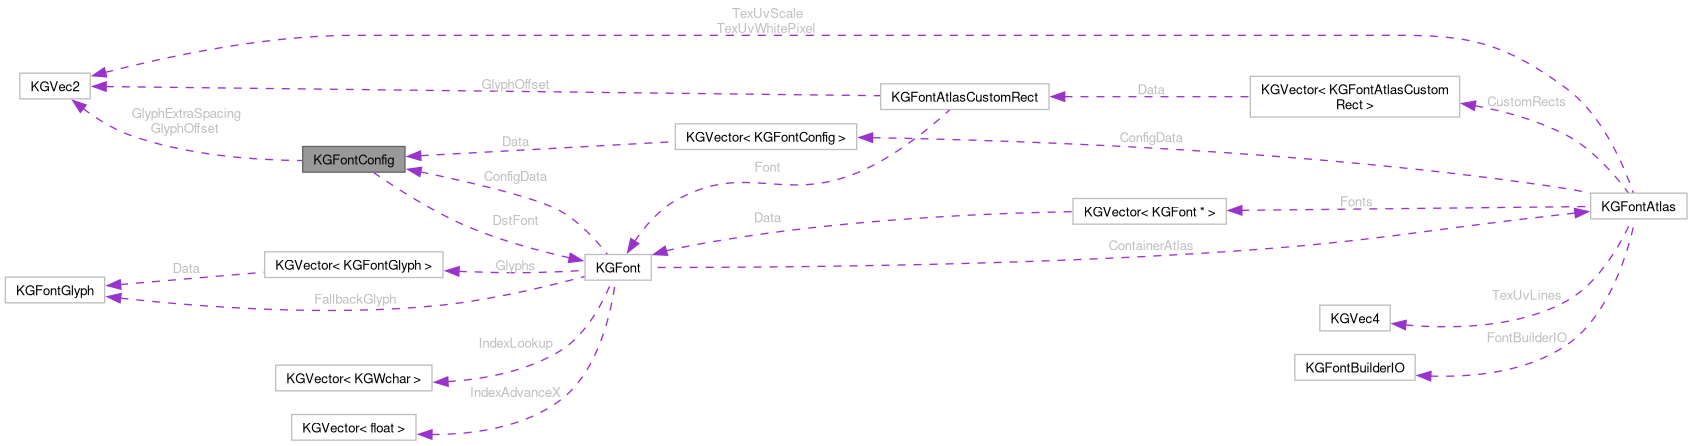 TexUvScale
TexUvWhitePixel
KGVec2
GlyphOffset
KGFontAtlasCustomRect
Data
KGVector< KGFontAtlasCustom
Rect >
CustomRects
GlyphExtraSpacing
GlyphOffset
KGFontConfig
Data
KGVector< KGFontConfig >
ConfigData
Font
ConfigData
DstFont
Data
KGVector< KGFont * >
Fonts
KGFontAtlas
ContainerAtlas
KGFont
Glyphs
KGVector< KGFontGlyph >
Data
KGFontGlyph
FallbackGlyph
TexUvLines
KGVec4
FontBuilderIO
KGFontBuilderIO
IndexLookup
KGVector< KGWchar >
IndexAdvanceX
KGVector< float >